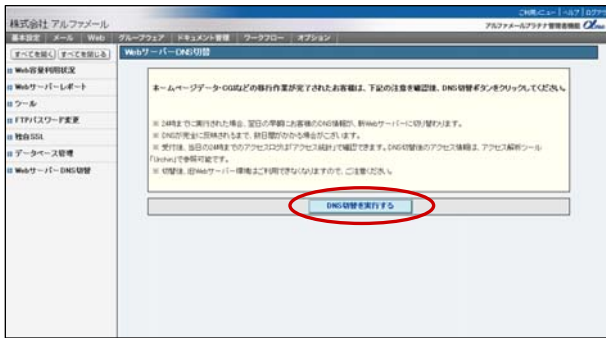 ご利用メニュー | ヘルプ | ログアウト
株式会社 アルファメール
アルファメールプラチナ 管理者機能
基本設定 | メール | Web | グループウェア | ドキュメント管理 | ワークフロー | オプション
すべてを開く すべてを閉じる
WebサーバーDNS切替
Web容量利用状況
Webサーバーレポート
ツール
FTPパスワード変更
独自SSL
データベース管理
WebサーバーDNS切替
ホームページデータ・CGIなどの移行作業が完了されたお客様は、下記の注意を確認後、DNS切替ボタンをクリックしてください。
※ 24時までご実行された場合、翌日の早朝にお客様のDNS情報が、新Webサーバーに切り替わります。
※ DNSが完全に反映されるまで、数日間かかる場合がございます。
※ 受付後、当日の24時までのアクセスログは「アクセス統計」で確認できます。DNS切替後のアクセス情報は、アクセス解析ツール
「Urchin」で参照可能です。
※ 切替後、旧Webサーバー環境はご利用できなくなりますので、ご注意ください。
DNS切替を実行する